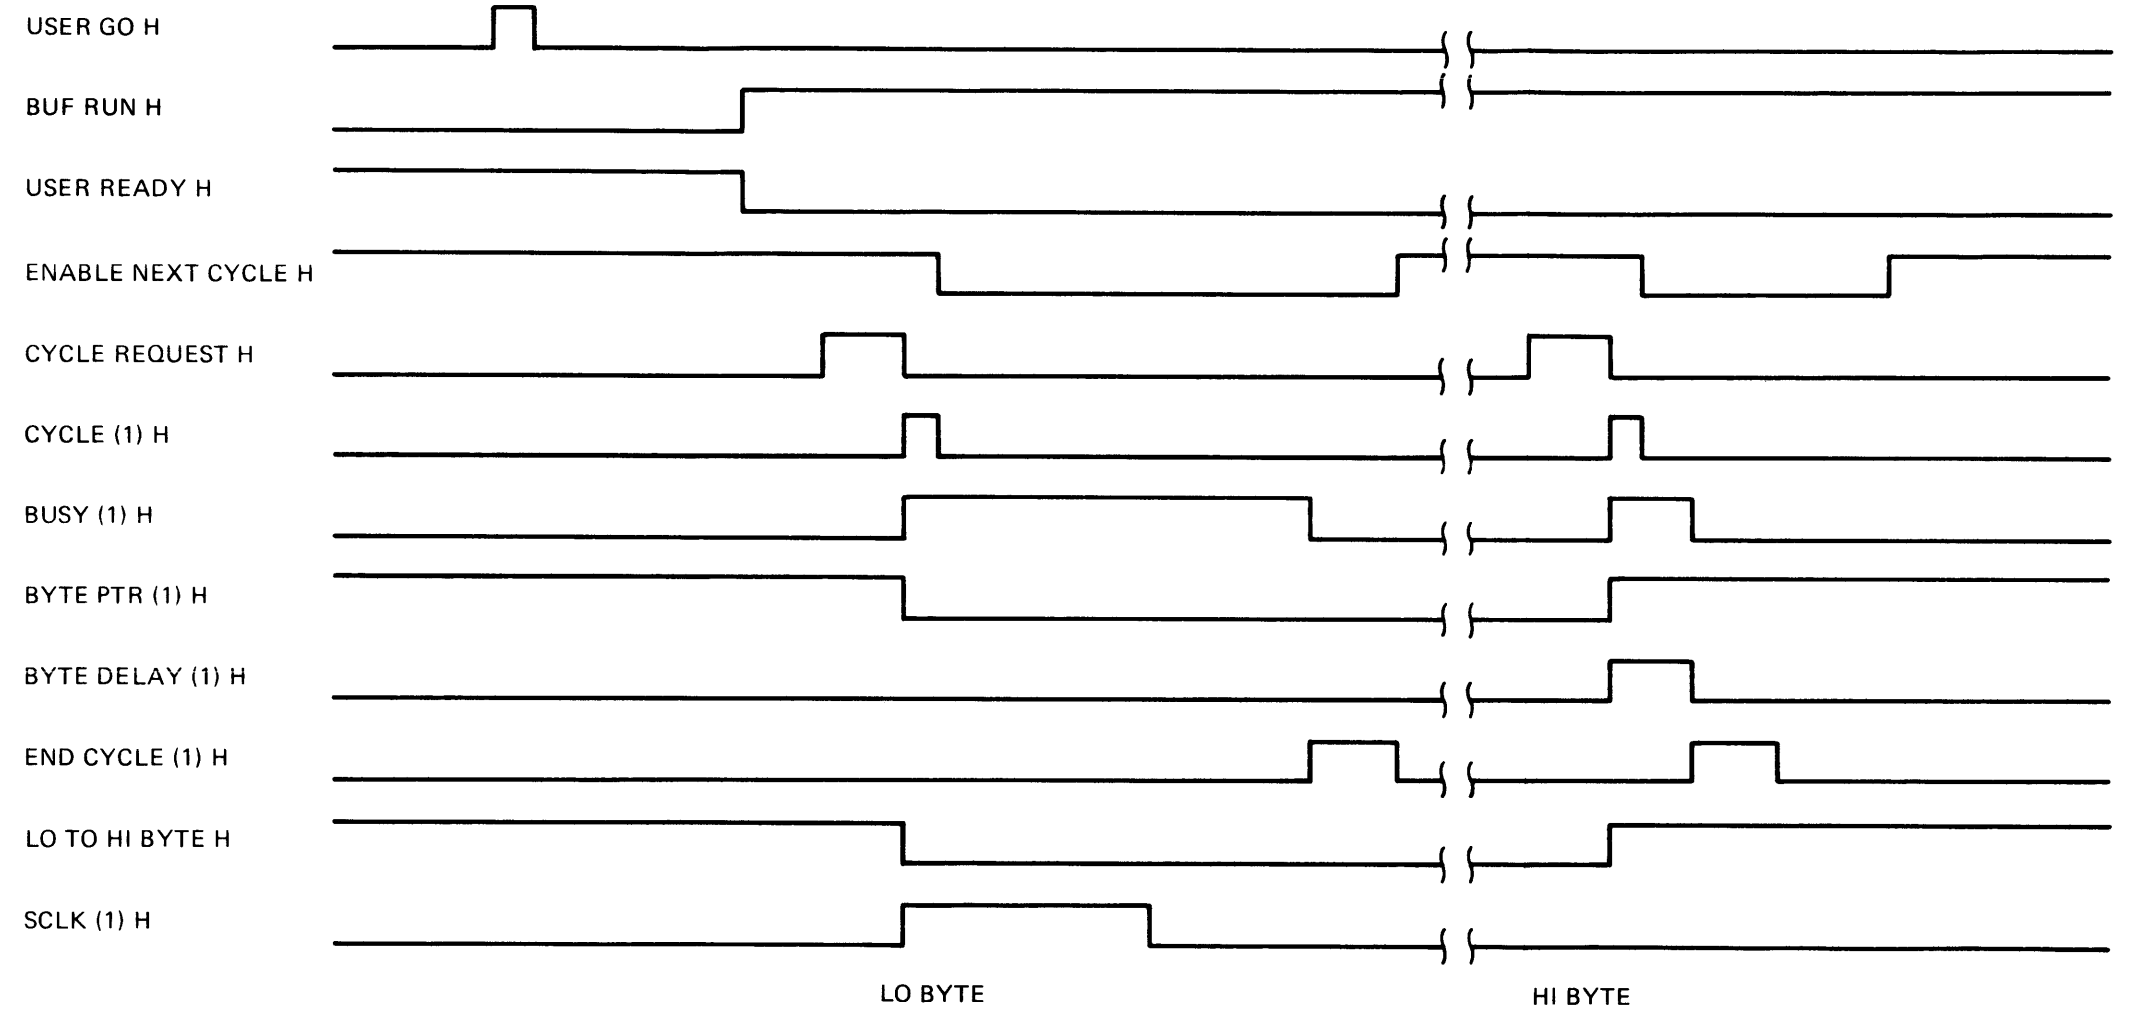 USER GO H
BUF RUN H
USER READY H
ENABLE NEXT CYCLE H
CYCLE REQUEST H
CYCLE (1) H
BUSY (1) H
BYTE PTR (1) H
BYTE DELAY (1) H
END CYCLE (1) H
LO TO HI BYTE H
SCLK (1) H
LO BYTE
HI BYTE